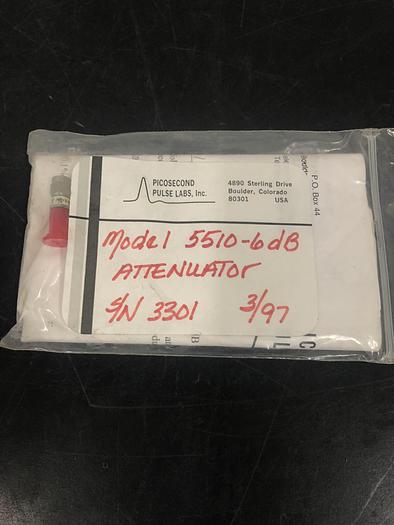 PICOSECOND
PULSE LABS, Inc.
4890 Sterling Drive
Boulder, Colorado
80301 USA
Model 5510-6dB
ATTENUATOR
S/N 3301 3/97
P.O. Box 44